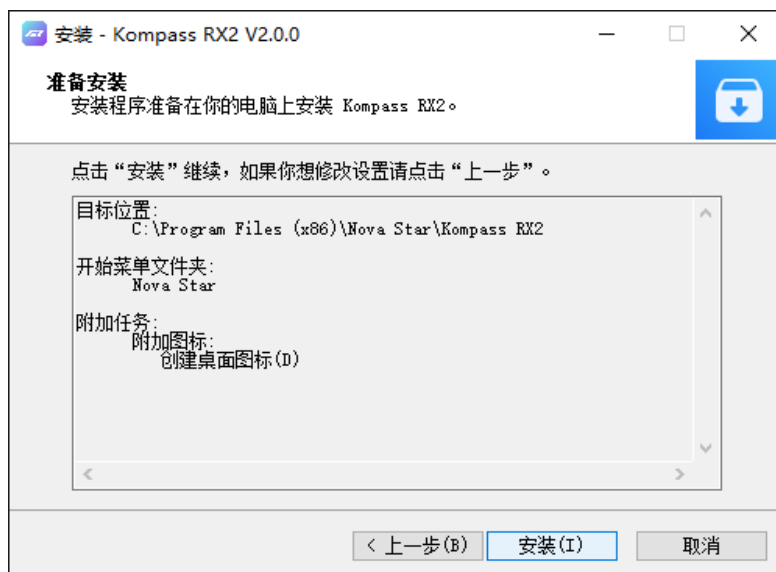 安装 - Kompass RX2 V2.0.0
准备安装
安装程序准备在你的电脑上安装 Kompass RX2。
点击“安装”继续，如果你想修改设置请点击“上一步”。
目标位置:
C:\Program Files (x86)\Nova Star\Kompass RX2
开始菜单文件夹:
Nova Star
附加任务:
附加图标:
创建桌面图标(D)
< 上一步(B)
安装(I)
取消